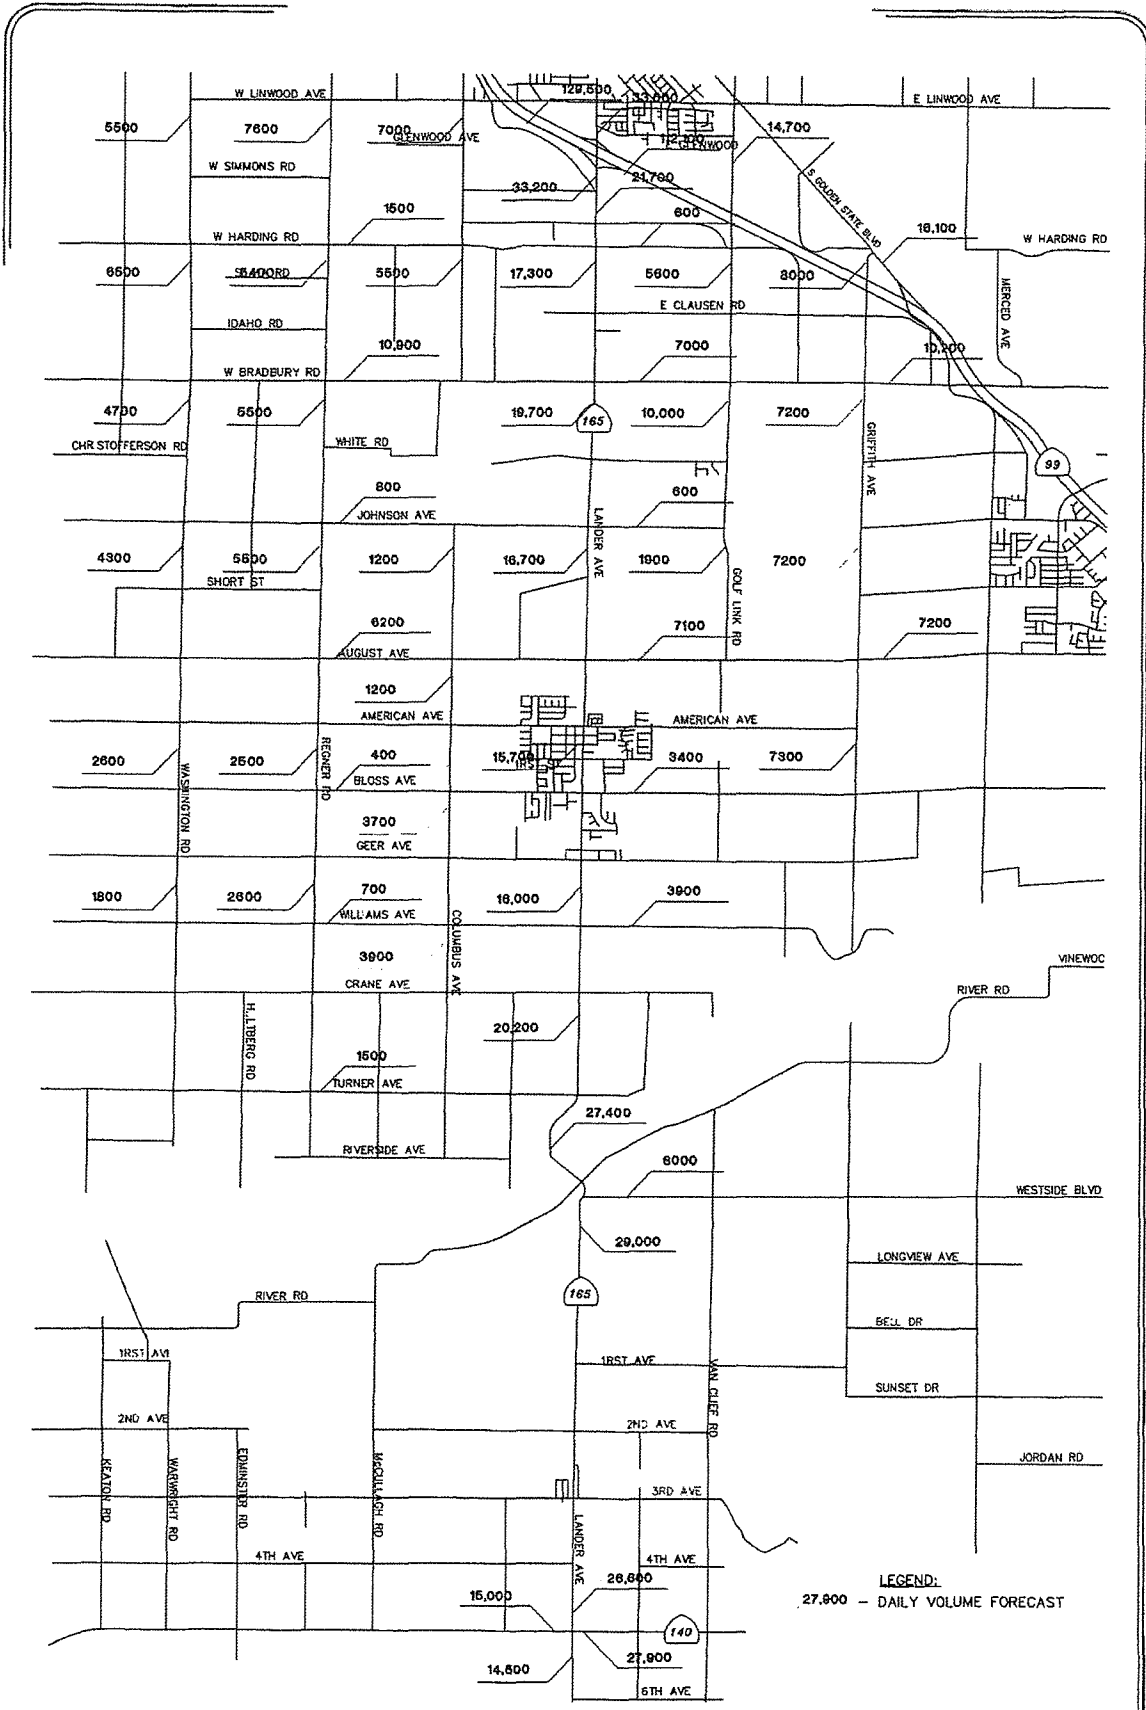 129,600
W LINWOOD AVE
E LINWOOD AVE
5500
7600
7000
GLENWOOD AVE
GLENWOOD
14,700
W SIMMONS RD
33,200
21,700
S GOLDEN STATE BLVD
1500
600
16,100
W HARDING RD
W HARDING RD
6500
5500
17,300
5600
8000
MERCED AVE
E CLAUSEN RD
IDAHO RD
10,900
7000
10,200
W BRADBURY RD
4700
5500
19,700
165
10,000
7200
CHR STOFFERSON RD
WHITE RD
GRIFFITH AVE
99
800
600
JOHNSON AVE
LANDER AVE
4300
5500
1200
16,700
1900
7200
SHORT ST
GOLF LINK RD
6200
7100
7200
AUGUST AVE
1200
AMERICAN AVE
AMERICAN AVE
2600
2500
REGNER RD
400
3400
7300
WASHINGTON RD
BLOSS AVE
3700
GEER AVE
1800
2600
700
16,000
3900
WILLIAMS AVE
COLUMBUS AVE
3900
CRANE AVE
VINEWOC
RIVER RD
20,200
1500
TURNER AVE
27,400
RIVERSIDE AVE
6000
WESTSIDE BLVD
29,000
LONGVIEW AVE
RIVER RD
165
BELL DR
1RST AVE
VAN CLIEF RD
SUNSET DR
2ND AVE
2ND AVE
KEATON RD
WARWRIGHT RD
EDMINSTER RD
McCULLAGH RD
JORDAN RD
3RD AVE
LANDER AVE
4TH AVE
4TH AVE
26,600
LEGEND:
15,000
27,900 – DAILY VOLUME FORECAST
140
14,600
27,900
6TH AVE